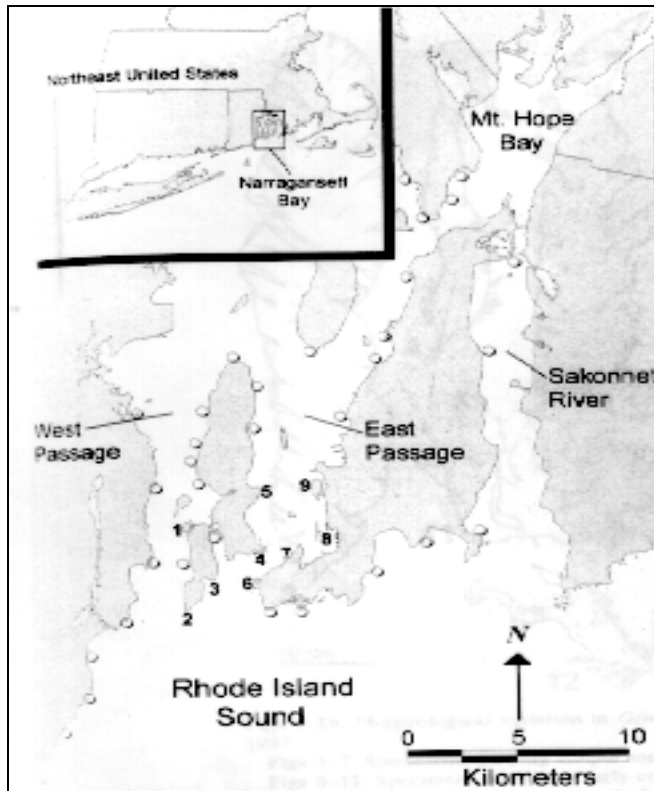 Northeast United States
Narragansett
Bay
Mt. Hope
Bay
Sakonnet
River
West
Passage
East
Passage
5
9
1
8
4
7
6
3
2
N
Rhode Island
Sound
12
0 5 10
Kilometers